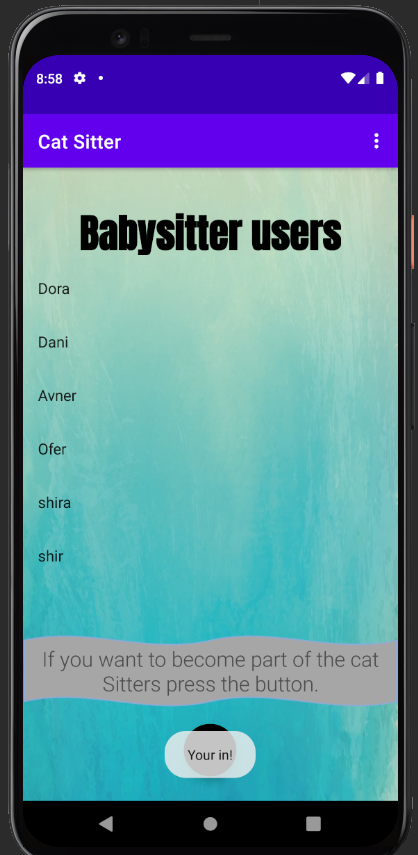 8:58
Cat Sitter
Babysitter users
Dora
Dani
Avner
Ofer
shira
shir
If you want to become part of the cat
Sitters press the button.
Your in!